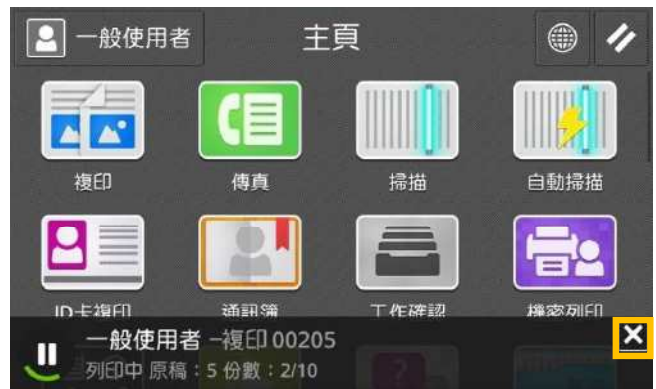 一般使用者
主頁
複印
傳真
掃描
自動掃描
ID卡複印
通訊簿
工作確認
機密列印
一般使用者 –複印 00205
列印中 原稿：5 份數：2/10